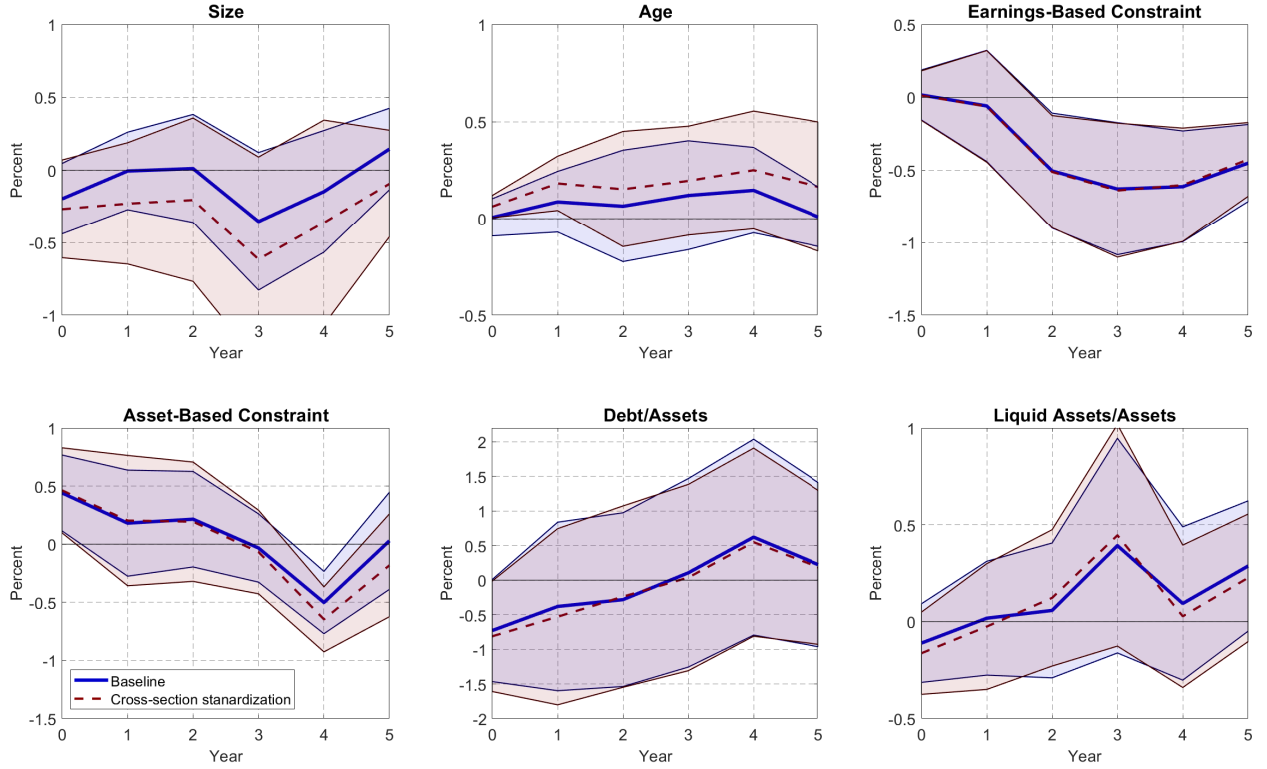 Size
Percent
1
0.5
0
-0.5
-1
0 1 2 3 4 5
Year
Age
Percent
1
0.5
0
-0.5
0 1 2 3 4 5
Year
Earnings-Based Constraint
Percent
0.5
0
-0.5
-1
-1.5
0 1 2 3 4 5
Year
Asset-Based Constraint
Percent
1
0.5
0
-0.5
-1
-1.5
Baseline
Cross-section stanardization
0 1 2 3 4 5
Year
Debt/Assets
Percent
2
1.5
1
0.5
0
-0.5
-1
-1.5
-2
0 1 2 3 4 5
Year
Liquid Assets/Assets
Percent
1
0.5
0
-0.5
0 1 2 3 4 5
Year